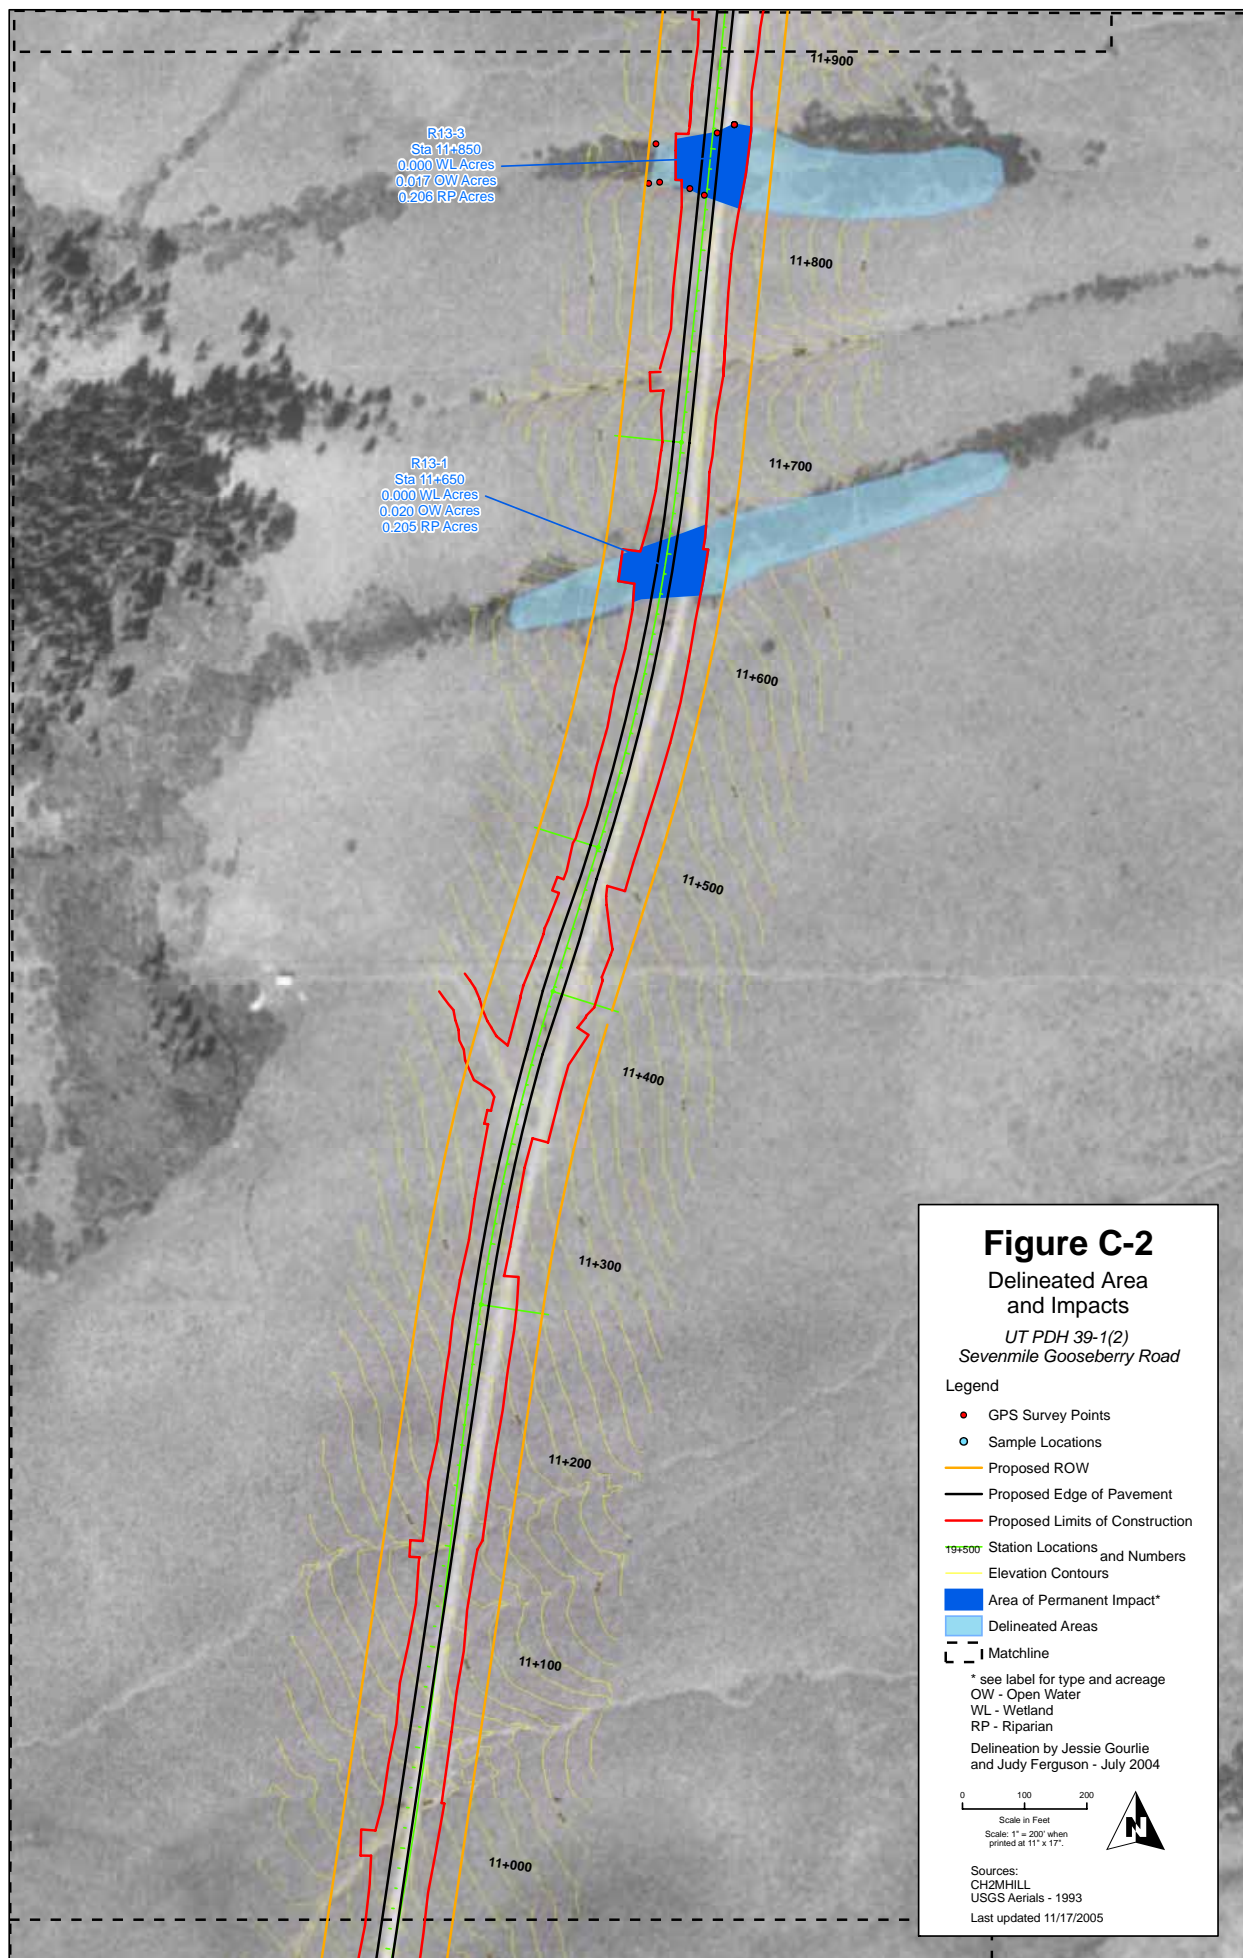 11+900
R13-3
Sta 11+850
0.000 WL Acres
0.017 OW Acres
0.206 RP Acres
11+800
R13-1
Sta 11+650
0.000 WL Acres
0.020 OW Acres
0.205 RP Acres
11+700
11+600
11+500
11+400
11+300
11+200
11+100
11+000
Figure C-2
Delineated Area
and Impacts
UT PDH 39-1(2)
Sevenmile Gooseberry Road
Legend
GPS Survey Points
Sample Locations
Proposed ROW
Proposed Edge of Pavement
Proposed Limits of Construction
19+500 Station Locations and Numbers
Elevation Contours
Area of Permanent Impact*
Delineated Areas
Matchline
* see label for type and acreage
OW - Open Water
WL - Wetland
RP - Riparian
Delineation by Jessie Gourlie
and Judy Ferguson - July 2004
0 100 200
Scale in Feet
Scale: 1" = 200' when
printed at 11" x 17".
N
Sources:
CH2MHILL
USGS Aerials - 1993
Last updated 11/17/2005